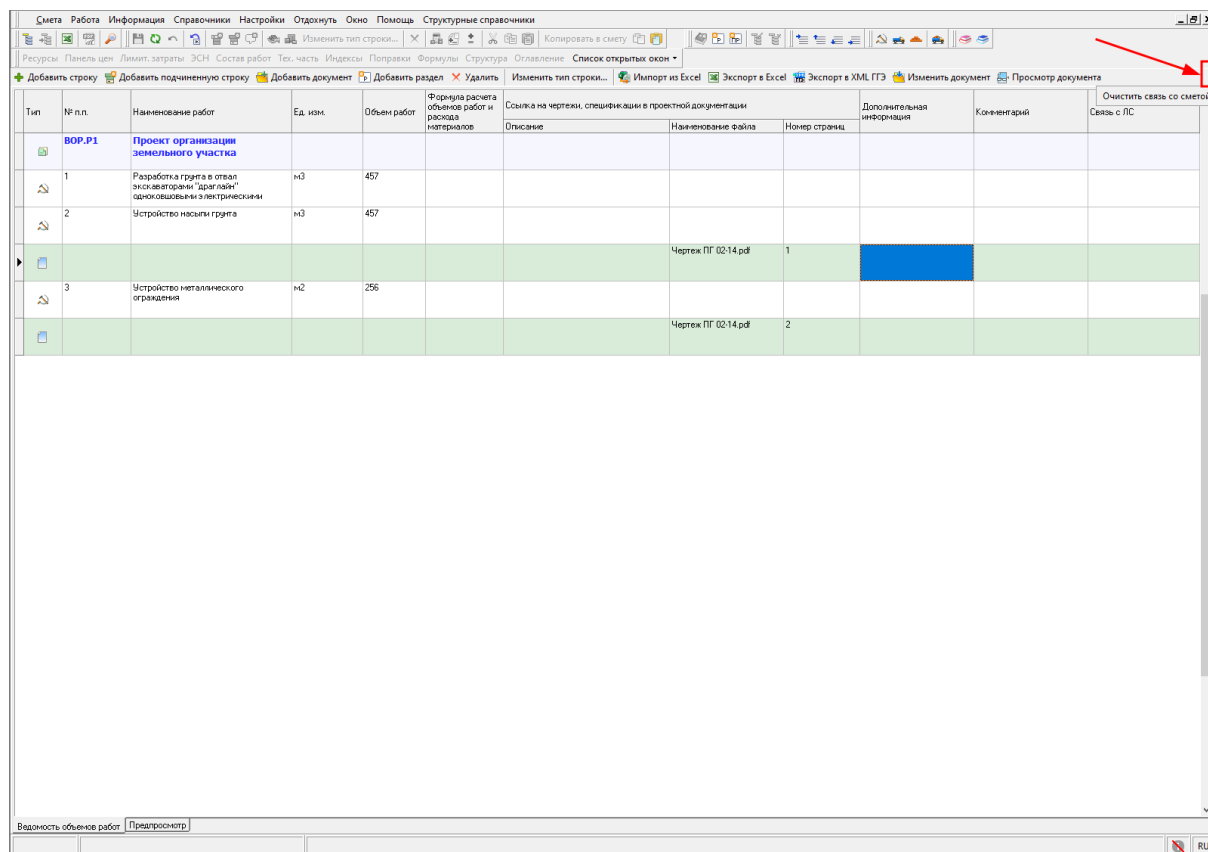 Смета Работа Информация Справочники Настройки Отдохнуть Окно Помощь Структурные справочники
Изменить тип строки... Копировать в смету
Ресурсы Панель цен Лимит. затраты ЭСН Состав работ Тех. часть Индексы Поправки Формулы Структура Оглавление Список открытых окон
Добавить строку Добавить подчиненную строку Добавить документ Добавить раздел Удалить Изменить тип строки... Импорт из Excel Экспорт в Excel Экспорт в XML ГГЭ Изменить документ Просмотр документа
Очистить связь со сметой
Тип № п.п. Наименование работ Ед. изм. Объем работ Формула расчета объемов работ и расхода материалов Ссылка на чертежи, спецификации в проектной документации Дополнительная информация Комментарий Связь с ЛС
Описание Наименование файла Номер страниц
ВОР.Р1 Проект организации
земельного участка
1 Разработка грунта в отвал м3 457
экскаваторами "драглайн"
одноковшовыми электрическими
2 Устройство насыпи грунта м3 457
Чертеж ПГ 02-14.pdf 1
3 Устройство металлического м2 256
ограждения
Чертеж ПГ 02-14.pdf 2
Ведомость объемов работ Предпросмотр
RU